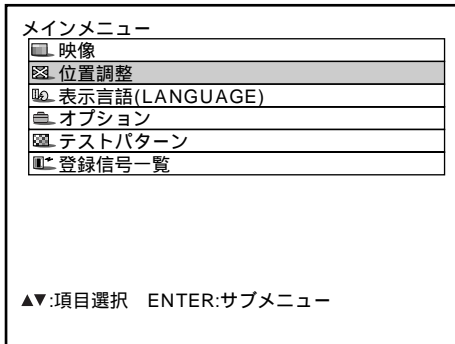 メインメニュー
映像
位置調整
表示言語(LANGUAGE)
オプション
テストパターン
登録信号一覧
▲▼:項目選択　ENTER:サブメニュー